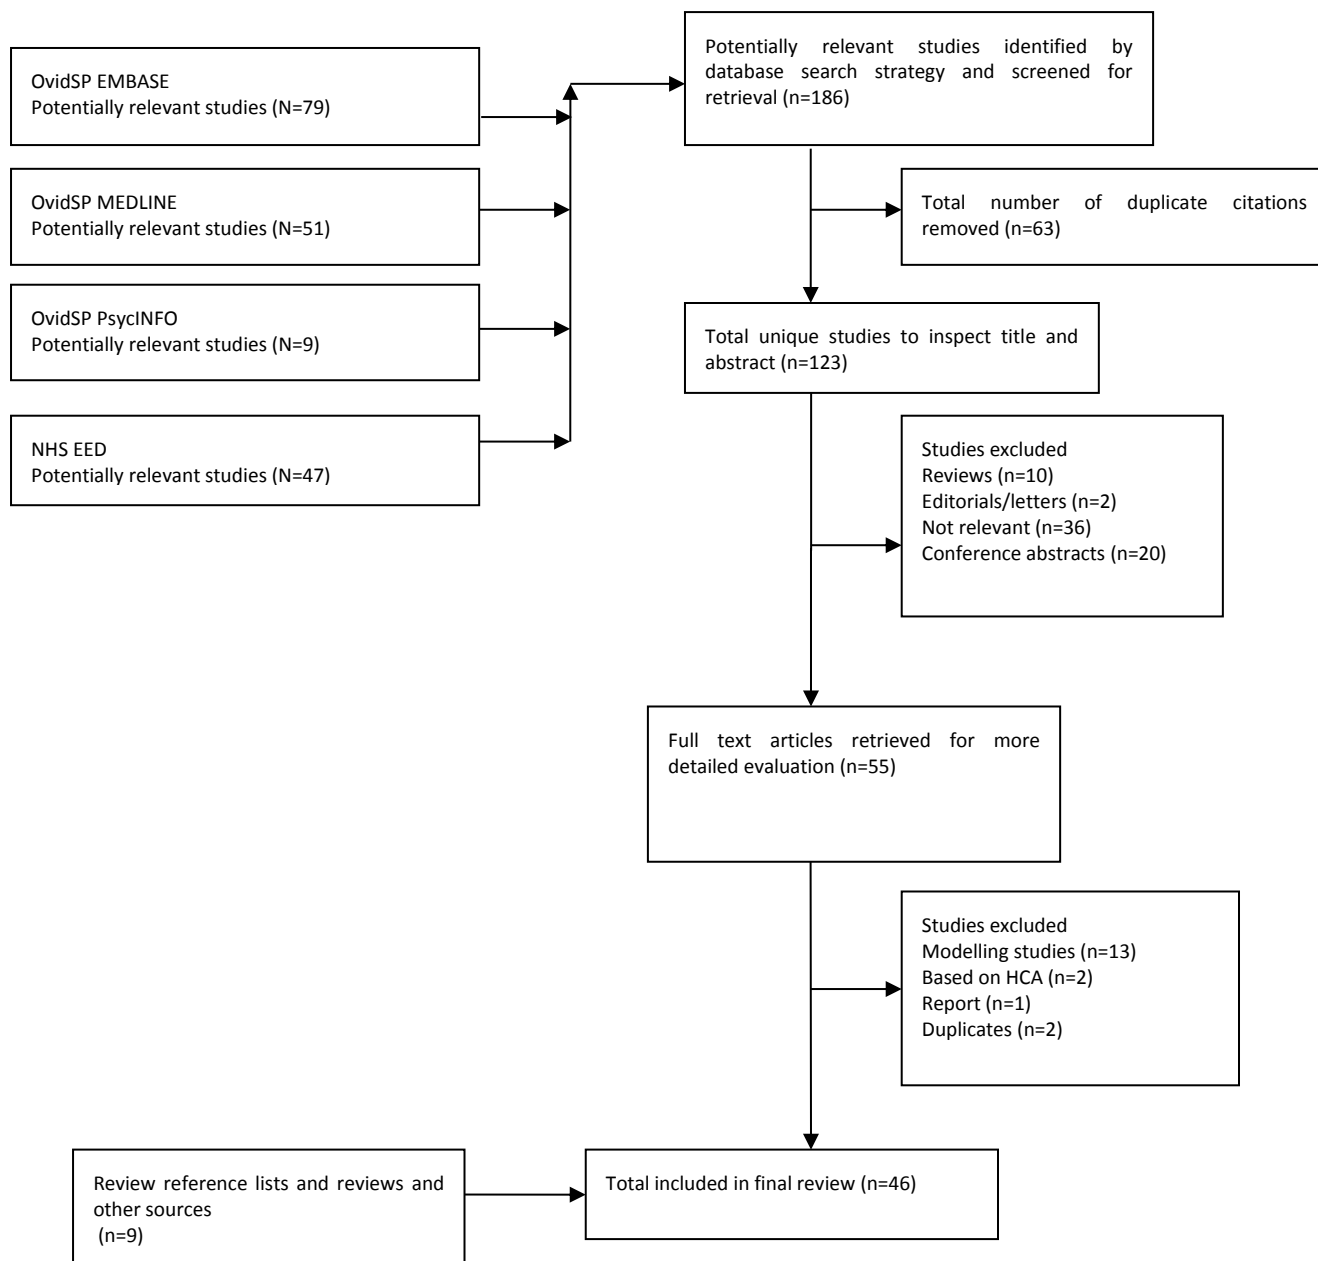 OvidSP EMBASE
Potentially relevant studies (N=79)
OvidSP MEDLINE
Potentially relevant studies (N=51)
OvidSP PsycINFO
Potentially relevant studies (N=9)
NHS EED
Potentially relevant studies (N=47)
Potentially relevant studies identified by
database search strategy and screened for
retrieval (n=186)
Total number of duplicate citations
removed (n=63)
Total unique studies to inspect title and
abstract (n=123)
Studies excluded
Reviews (n=10)
Editorials/letters (n=2)
Not relevant (n=36)
Conference abstracts (n=20)
Full text articles retrieved for more
detailed evaluation (n=55)
Studies excluded
Modelling studies (n=13)
Based on HCA (n=2)
Report (n=1)
Duplicates (n=2)
Review reference lists and reviews and
other sources
(n=9)
Total included in final review (n=46)